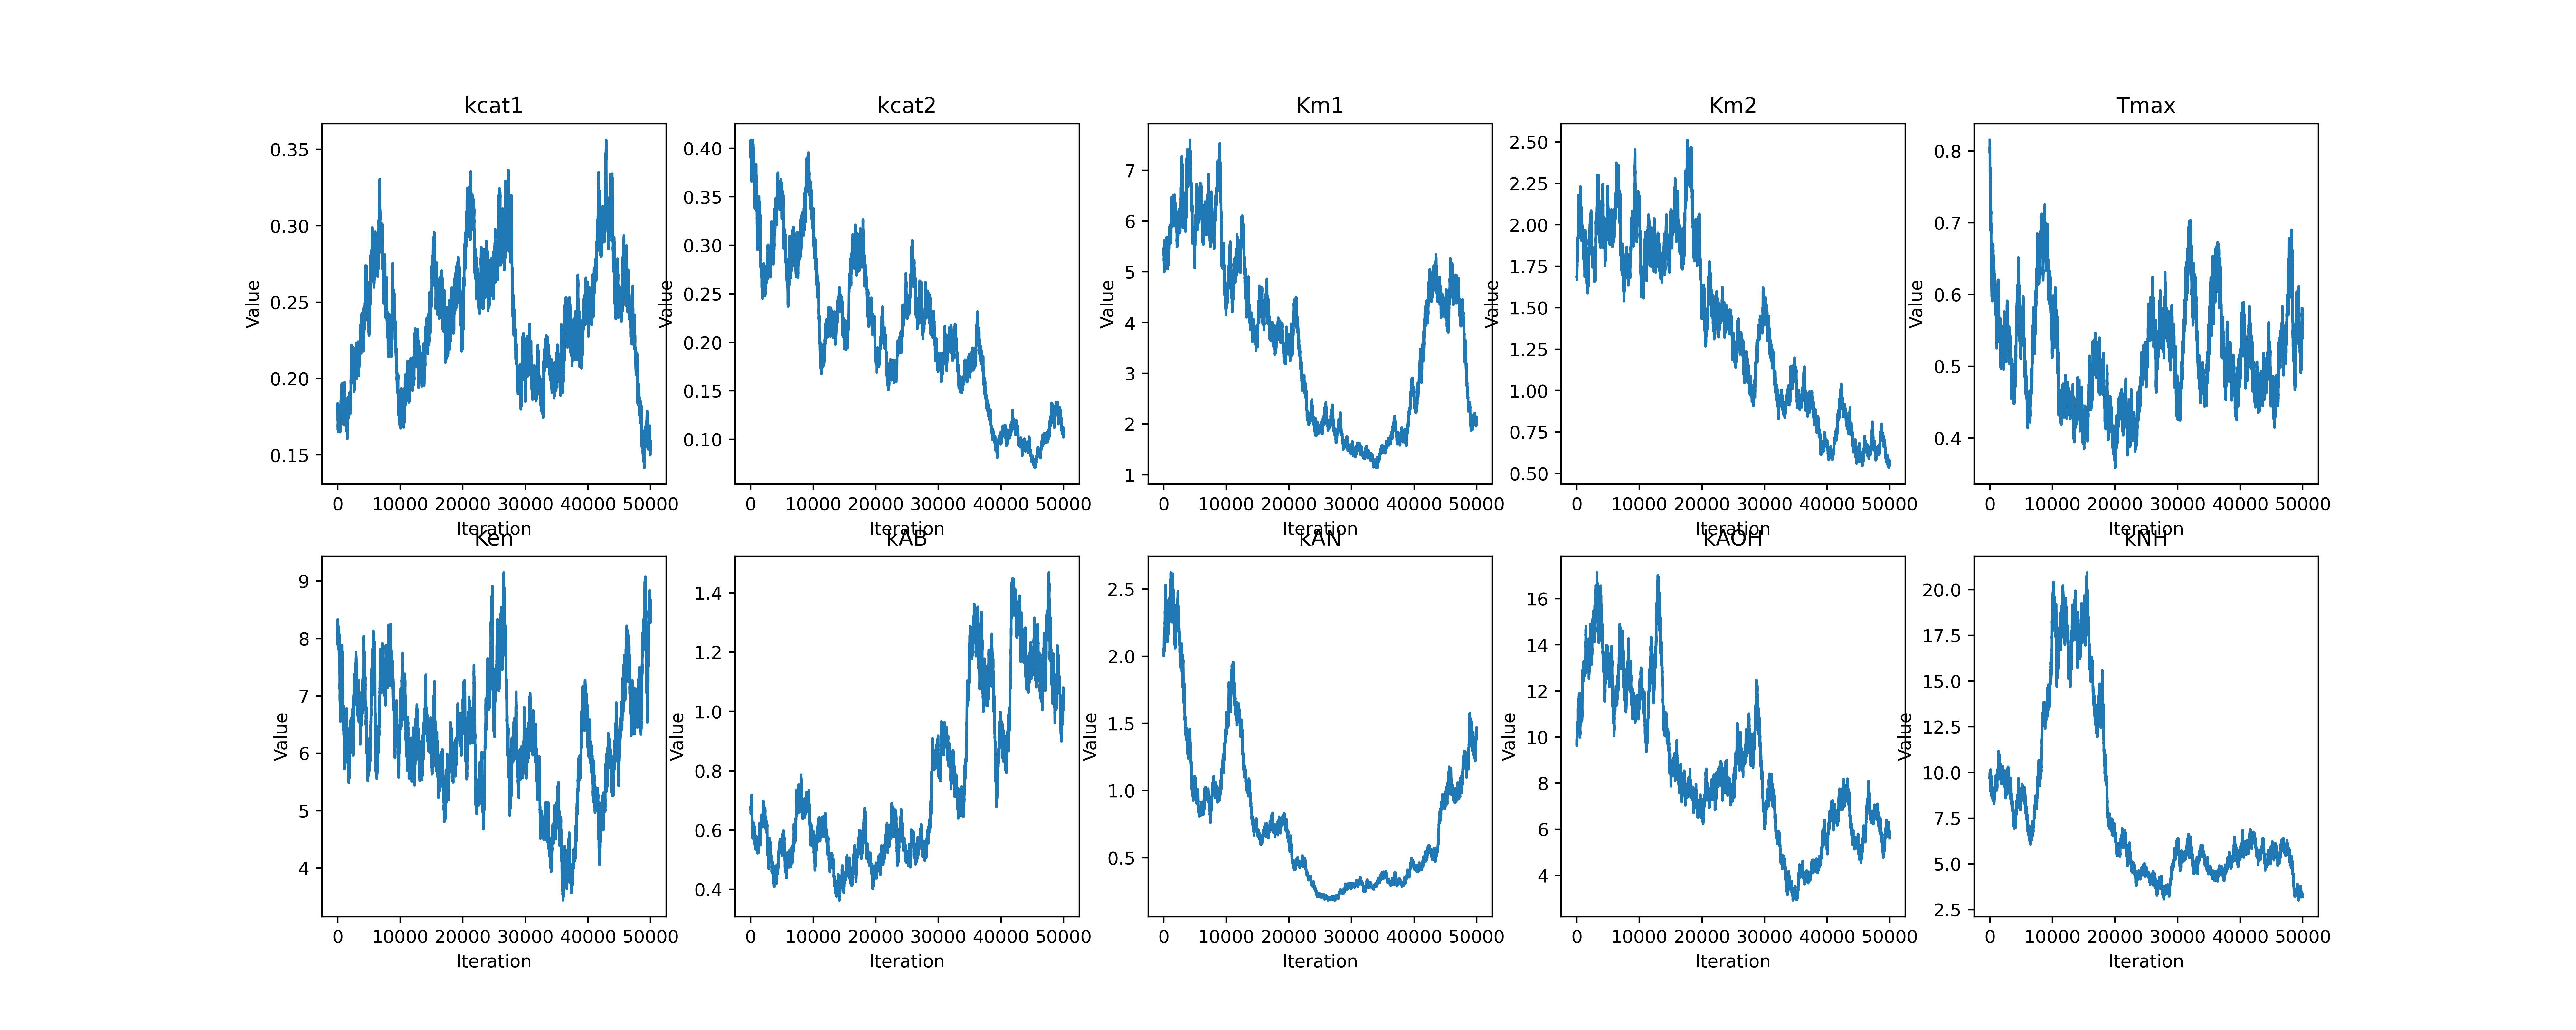 kcat1
0.35
0.30
0.25
0.20
0.15
Value
0 10000 20000 30000 40000 50000
Iteration
kcat2
0.40
0.35
0.30
0.25
0.20
0.15
0.10
Value
0 10000 20000 30000 40000 50000
Iteration
Km1
7
6
5
4
3
2
1
Value
0 10000 20000 30000 40000 50000
Iteration
Km2
2.50
2.25
2.00
1.75
1.50
1.25
1.00
0.75
0.50
Value
0 10000 20000 30000 40000 50000
Iteration
Tmax
0.8
0.7
0.6
0.5
0.4
Value
0 10000 20000 30000 40000 50000
Iteration
Ken
9
8
7
6
5
4
Value
0 10000 20000 30000 40000 50000
Iteration
kAB
1.4
1.2
1.0
0.8
0.6
0.4
Value
0 10000 20000 30000 40000 50000
Iteration
kAN
2.5
2.0
1.5
1.0
0.5
Value
0 10000 20000 30000 40000 50000
Iteration
kAOH
16
14
12
10
8
6
4
Value
0 10000 20000 30000 40000 50000
Iteration
kNH
20.0
17.5
15.0
12.5
10.0
7.5
5.0
2.5
Value
0 10000 20000 30000 40000 50000
Iteration